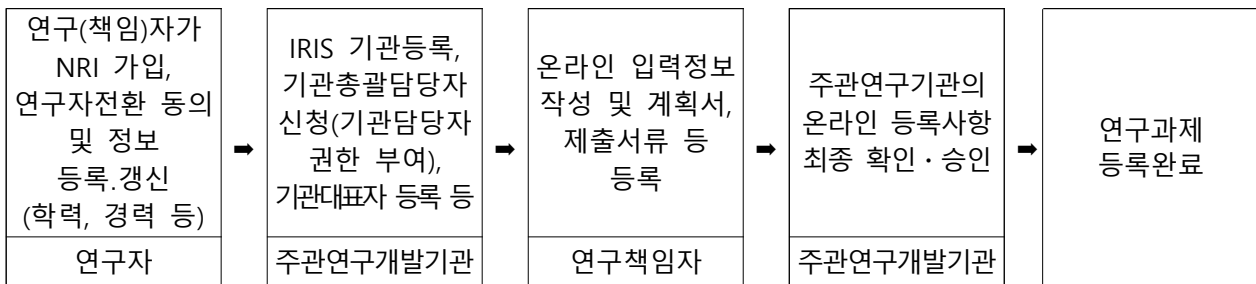 연구(책임)자가
NRI 가입,
연구자전환 동의
및 정보
등록.갱신
(학력, 경력 등)
연구자
➡
IRIS 기관등록,
기관총괄담당자
신청(기관담당자
권한 부여),
기관대표자 등록 등
주관연구개발기관
➡
온라인 입력정보
작성 및 계획서,
제출서류 등
등록
연구책임자
➡
주관연구기관의
온라인 등록사항
최종 확인・승인
주관연구개발기관
➡
연구과제
등록완료